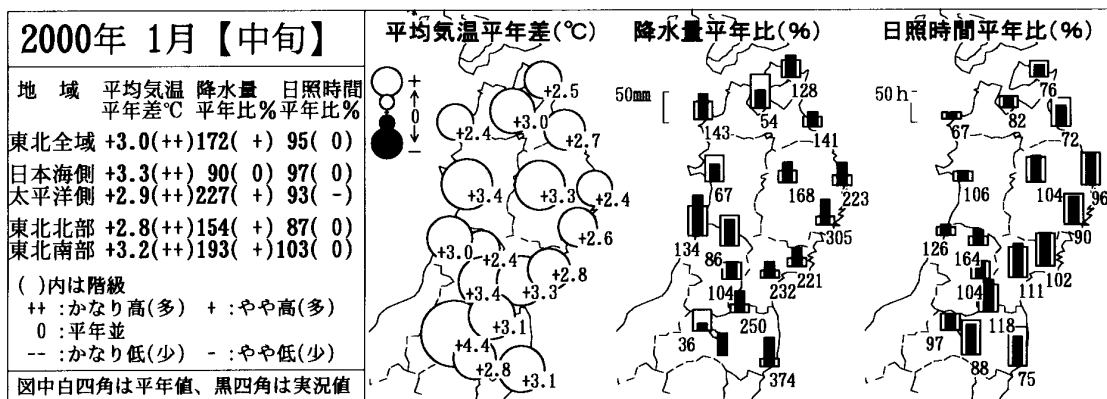 2000年 1月【中旬】
地 域 平均気温 降水量 日照時間
平年差℃ 平年比% 平年比%
東北全域 +3.0(++) 172( +) 95( 0)
日本海側 +3.3(++) 90( 0) 97( 0)
太平洋側 +2.9(++) 227( +) 93( -)
東北北部 +2.8(++) 154( +) 87( 0)
東北南部 +3.2(++) 193( +) 103( 0)
( )内は階級
++ :かなり高(多) + :やや高(多)
0 :平年並
-- :かなり低(少) - :やや低(少)
図中白四角は平年値、黒四角は実況値
平均気温平年差(℃)
+
0
-
+2.5
+2.4
+3.0
+2.7
+3.4
+3.3
+2.4
+2.6
+3.0
+2.4
+2.8
+3.4
+3.3
+3.1
+4.4
+2.8
+3.1
降水量平年比(%)
50mm
128
54
143
141
67
168
223
305
134
86
221
104
232
250
36
374
日照時間平年比(%)
50h
76
82
67
72
106
104
96
90
126
164
102
104
111
118
97
88
75